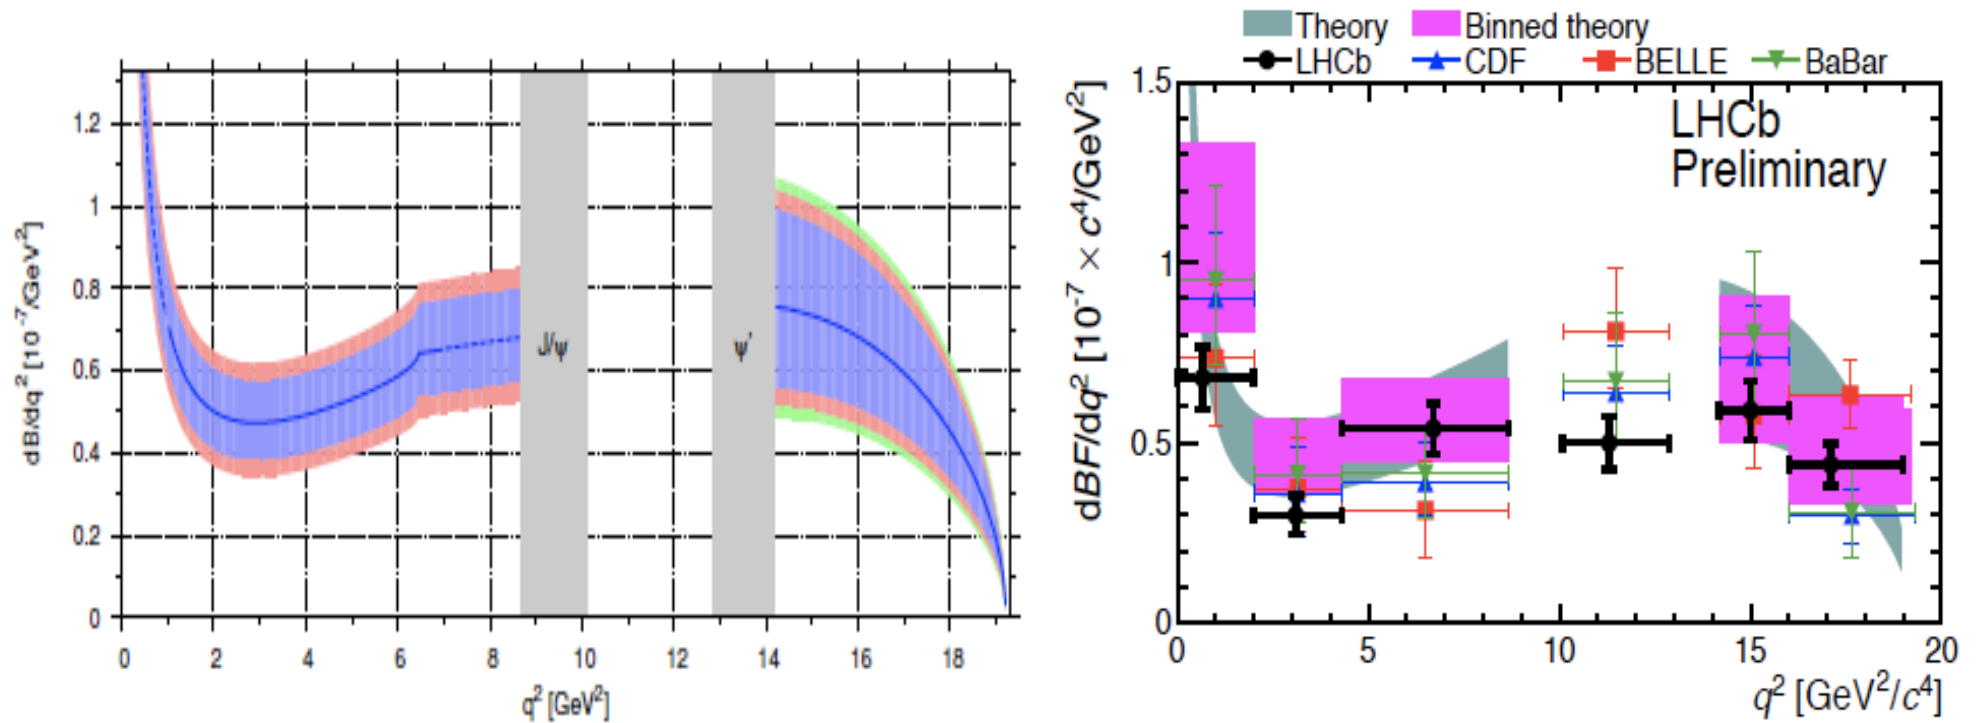 dB/dq² [10⁻⁷/GeV²]
1.2
1
0.8
0.6
0.4
0.2
0
J/ψ
ψ'
0 2 4 6 8 10 12 14 16 18
q² [GeV²]
Theory Binned theory
LHCb CDF BELLE BaBar
dBF/dq² [10⁻⁷ × c⁴/GeV²]
1.5
1
0.5
0
LHCb
Preliminary
0 5 10 15 20
q² [GeV²/c⁴]